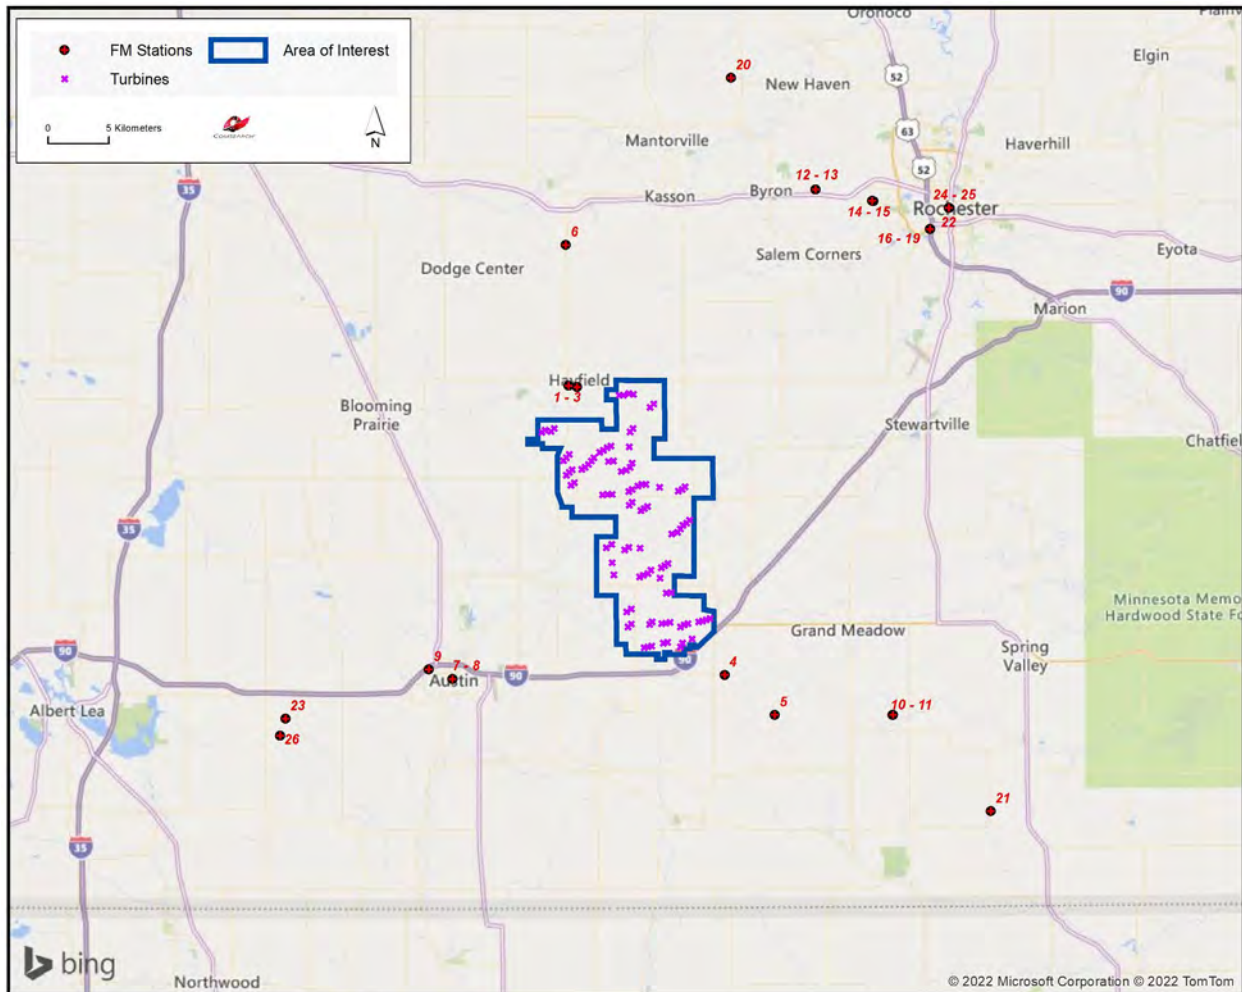 FM Stations
Area of Interest
Turbines
0
5 Kilometers
N
Oronoco
Elgin
20
New Haven
52
63
52
Mantorville
Haverhill
35
12 - 13
Kasson
Byron
24 - 25
Rochester
14 - 15
22
16 - 19
6
Salem Corners
Eyota
Dodge Center
90
Marion
Hayfield
1 - 3
Blooming
Prairie
Stewartville
Chatfiel
35
Minnesota Memo
Hardwood State Fo
Grand Meadow
Spring
Valley
90
90
90
9
7 - 8
Austin
4
Albert Lea
23
5
10 - 11
26
21
35
bing
Northwood
© 2022 Microsoft Corporation © 2022 TomTom